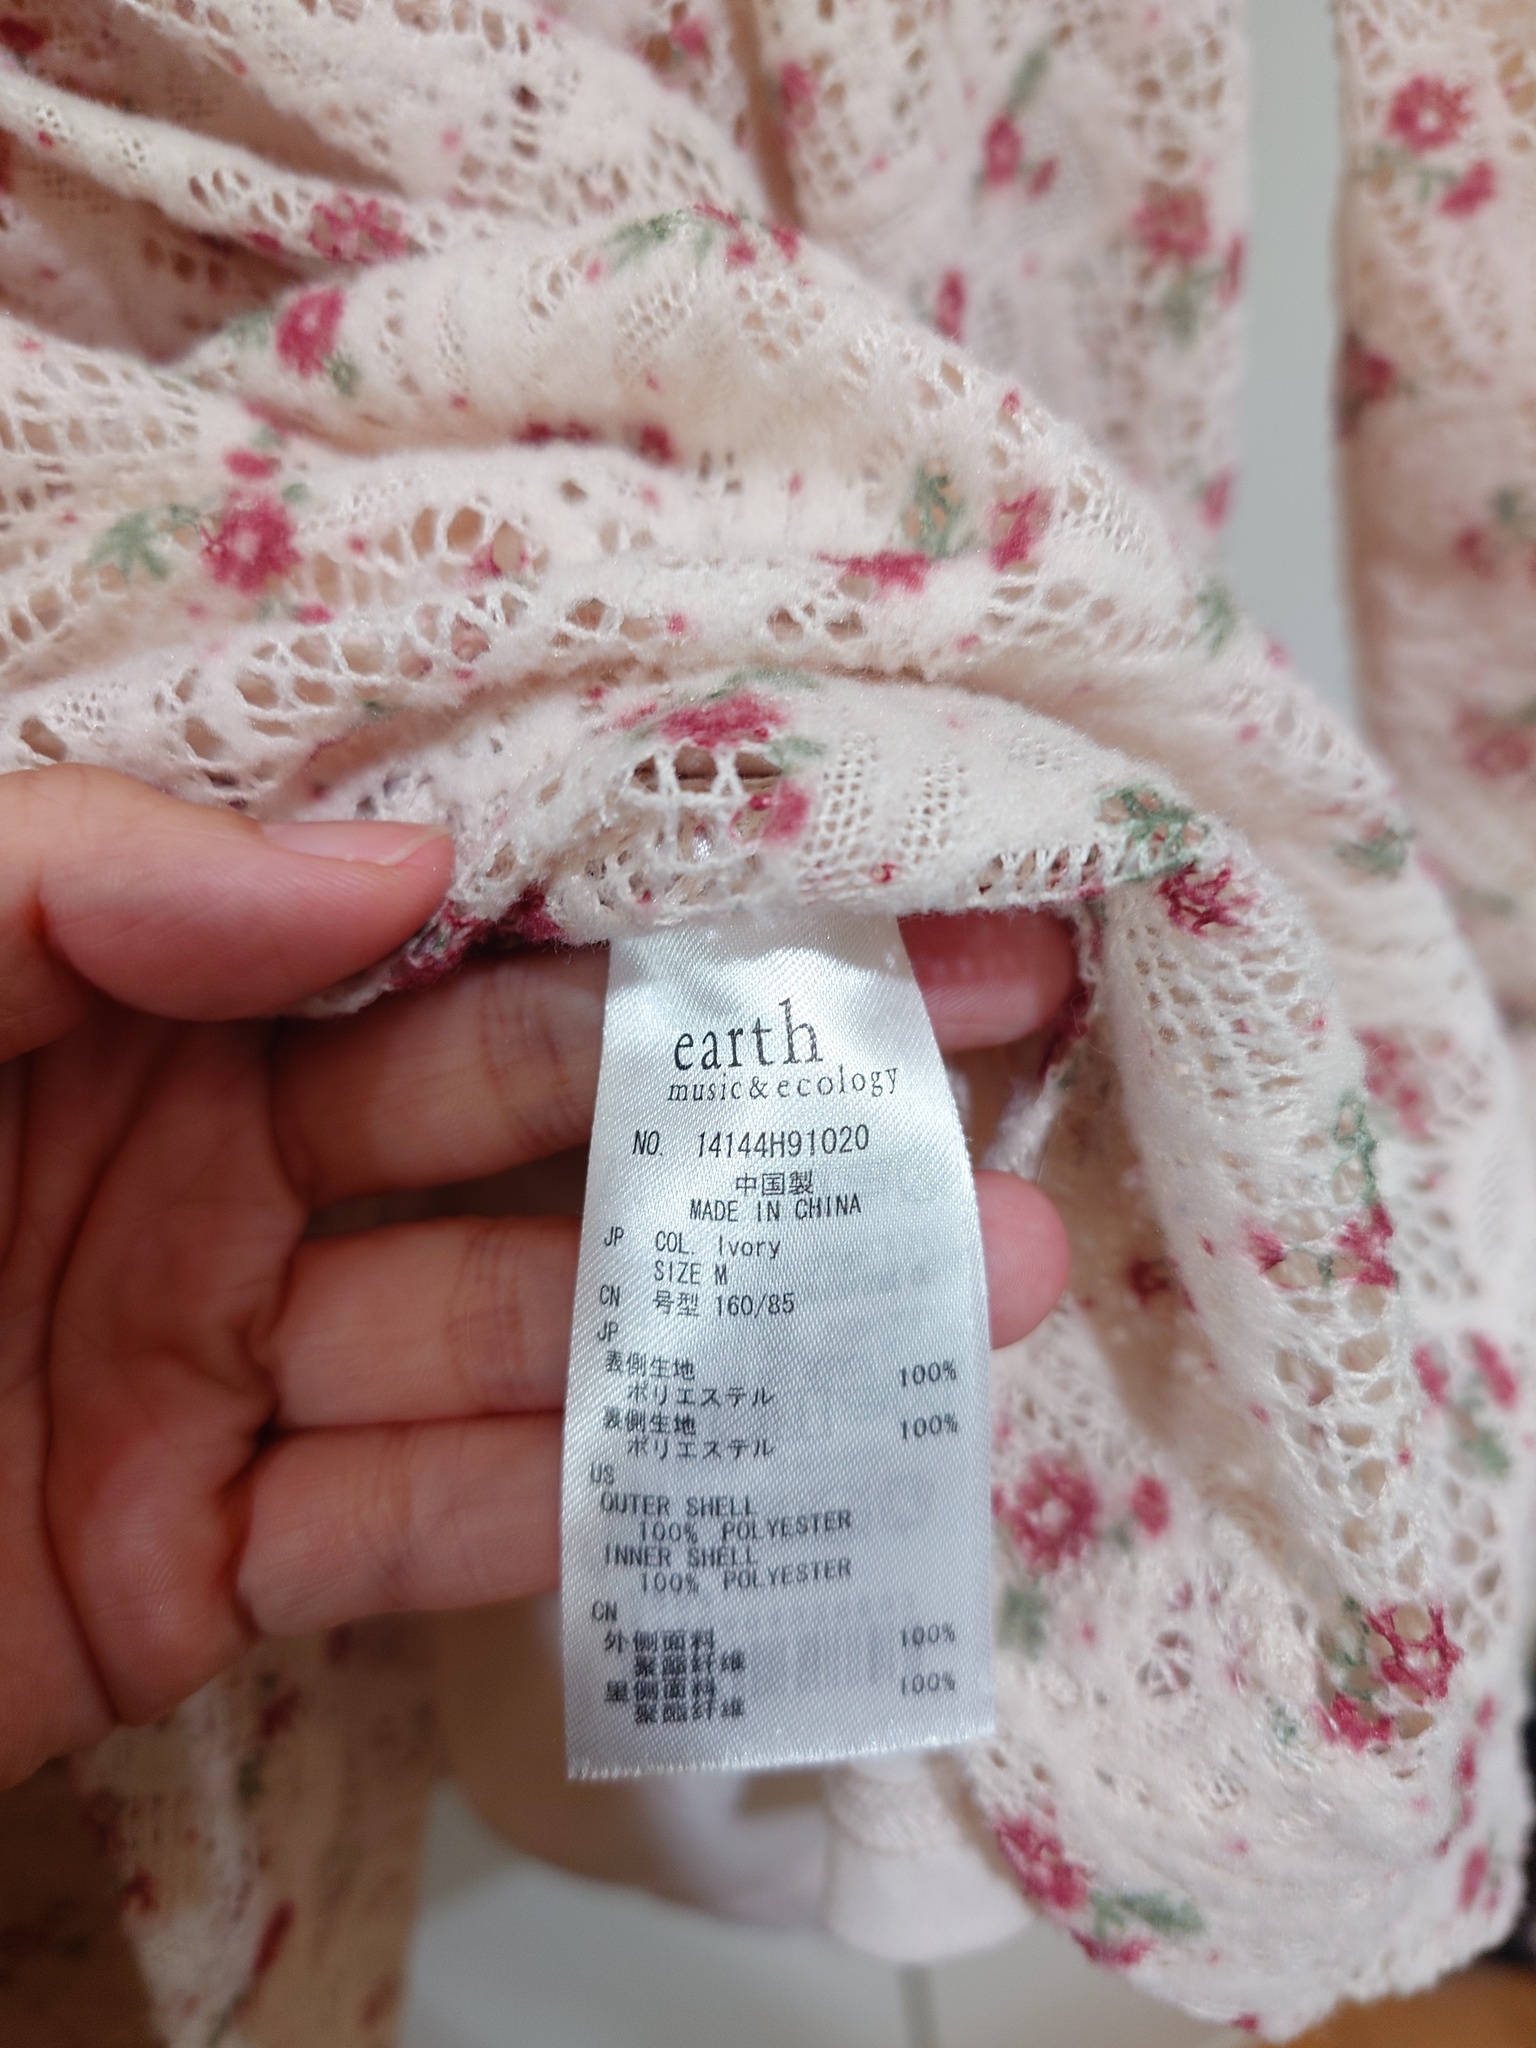 earth
music&ecology
NO. 14144H91020
中国製
MADE IN CHINA
JP COL. Ivory
SIZE M
CN 号型 160/85
JP
表側生地 100%
ポリエステル
裏側生地 100%
ポリエステル
US
OUTER SHELL
100% POLYESTER
INNER SHELL
100% POLYESTER
CN
外侧面料 100%
聚酯纤维
里侧面料 100%
聚酯纤维